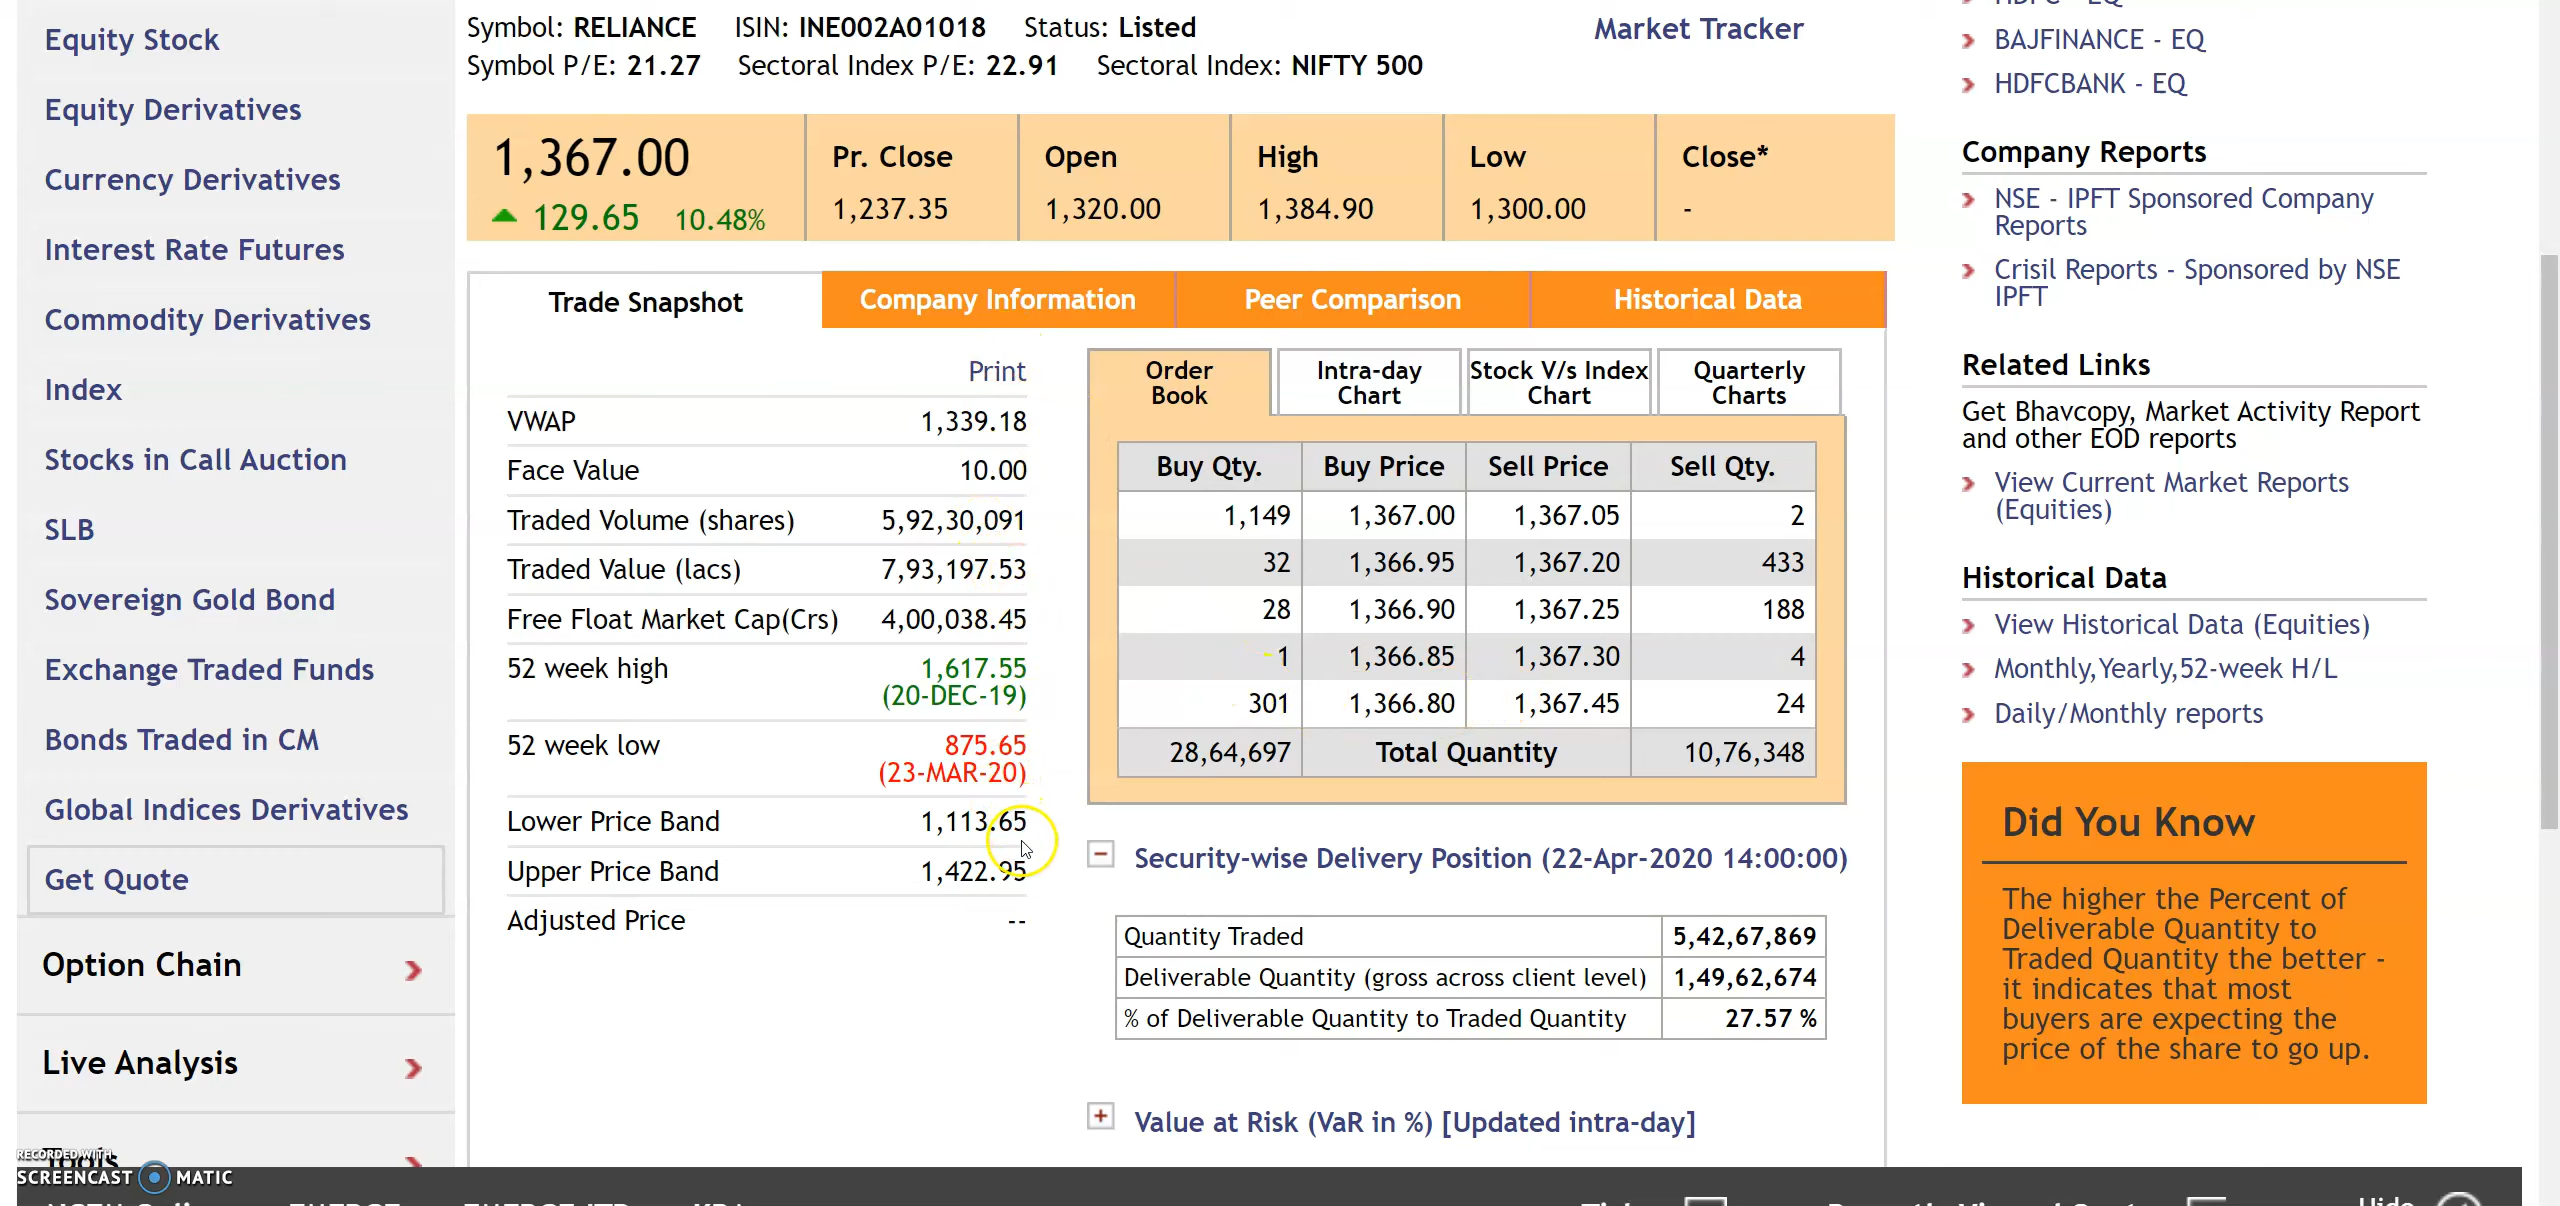 Equity Stock
Equity Derivatives
Currency Derivatives
Interest Rate Futures
Commodity Derivatives
Index
Stocks in Call Auction
SLB
Sovereign Gold Bond
Exchange Traded Funds
Bonds Traded in CM
Global Indices Derivatives
Get Quote
Option Chain
Live Analysis
Tools
Symbol: RELIANCE ISIN: INE002A01018 Status: Listed
Market Tracker
Symbol P/E: 21.27 Sectoral Index P/E: 22.91 Sectoral Index: NIFTY 500
1,367.00
129.65 10.48%
Pr. Close Open High Low Close*
1,237.35 1,320.00 1,384.90 1,300.00 -
Trade Snapshot Company Information Peer Comparison Historical Data
Print
VWAP 1,339.18
Face Value 10.00
Traded Volume (shares) 5,92,30,091
Traded Value (lacs) 7,93,197.53
Free Float Market Cap(Crs) 4,00,038.45
52 week high 1,617.55
(20-DEC-19)
52 week low 875.65
(23-MAR-20)
Lower Price Band 1,113.65
Upper Price Band 1,422.95
Adjusted Price --
Order Intra-day Stock V/s Index Quarterly
Book Chart Chart Charts
Buy Qty. Buy Price Sell Price Sell Qty.
1,149 1,367.00 1,367.05 2
32 1,366.95 1,367.20 433
28 1,366.90 1,367.25 188
1 1,366.85 1,367.30 4
301 1,366.80 1,367.45 24
28,64,697 Total Quantity 10,76,348
Security-wise Delivery Position (22-Apr-2020 14:00:00)
Quantity Traded 5,42,67,869
Deliverable Quantity (gross across client level) 1,49,62,674
% of Deliverable Quantity to Traded Quantity 27.57 %
Value at Risk (VaR in %) [Updated intra-day]
BAJFINANCE - EQ
HDFCBANK - EQ
Company Reports
NSE - IPFT Sponsored Company
Reports
Crisil Reports - Sponsored by NSE
IPFT
Related Links
Get Bhavcopy, Market Activity Report
and other EOD reports
View Current Market Reports
(Equities)
Historical Data
View Historical Data (Equities)
Monthly,Yearly,52-week H/L
Daily/Monthly reports
Did You Know
The higher the Percent of
Deliverable Quantity to
Traded Quantity the better -
it indicates that most
buyers are expecting the
price of the share to go up.
RECORDED WITH
SCREENCAST MATIC